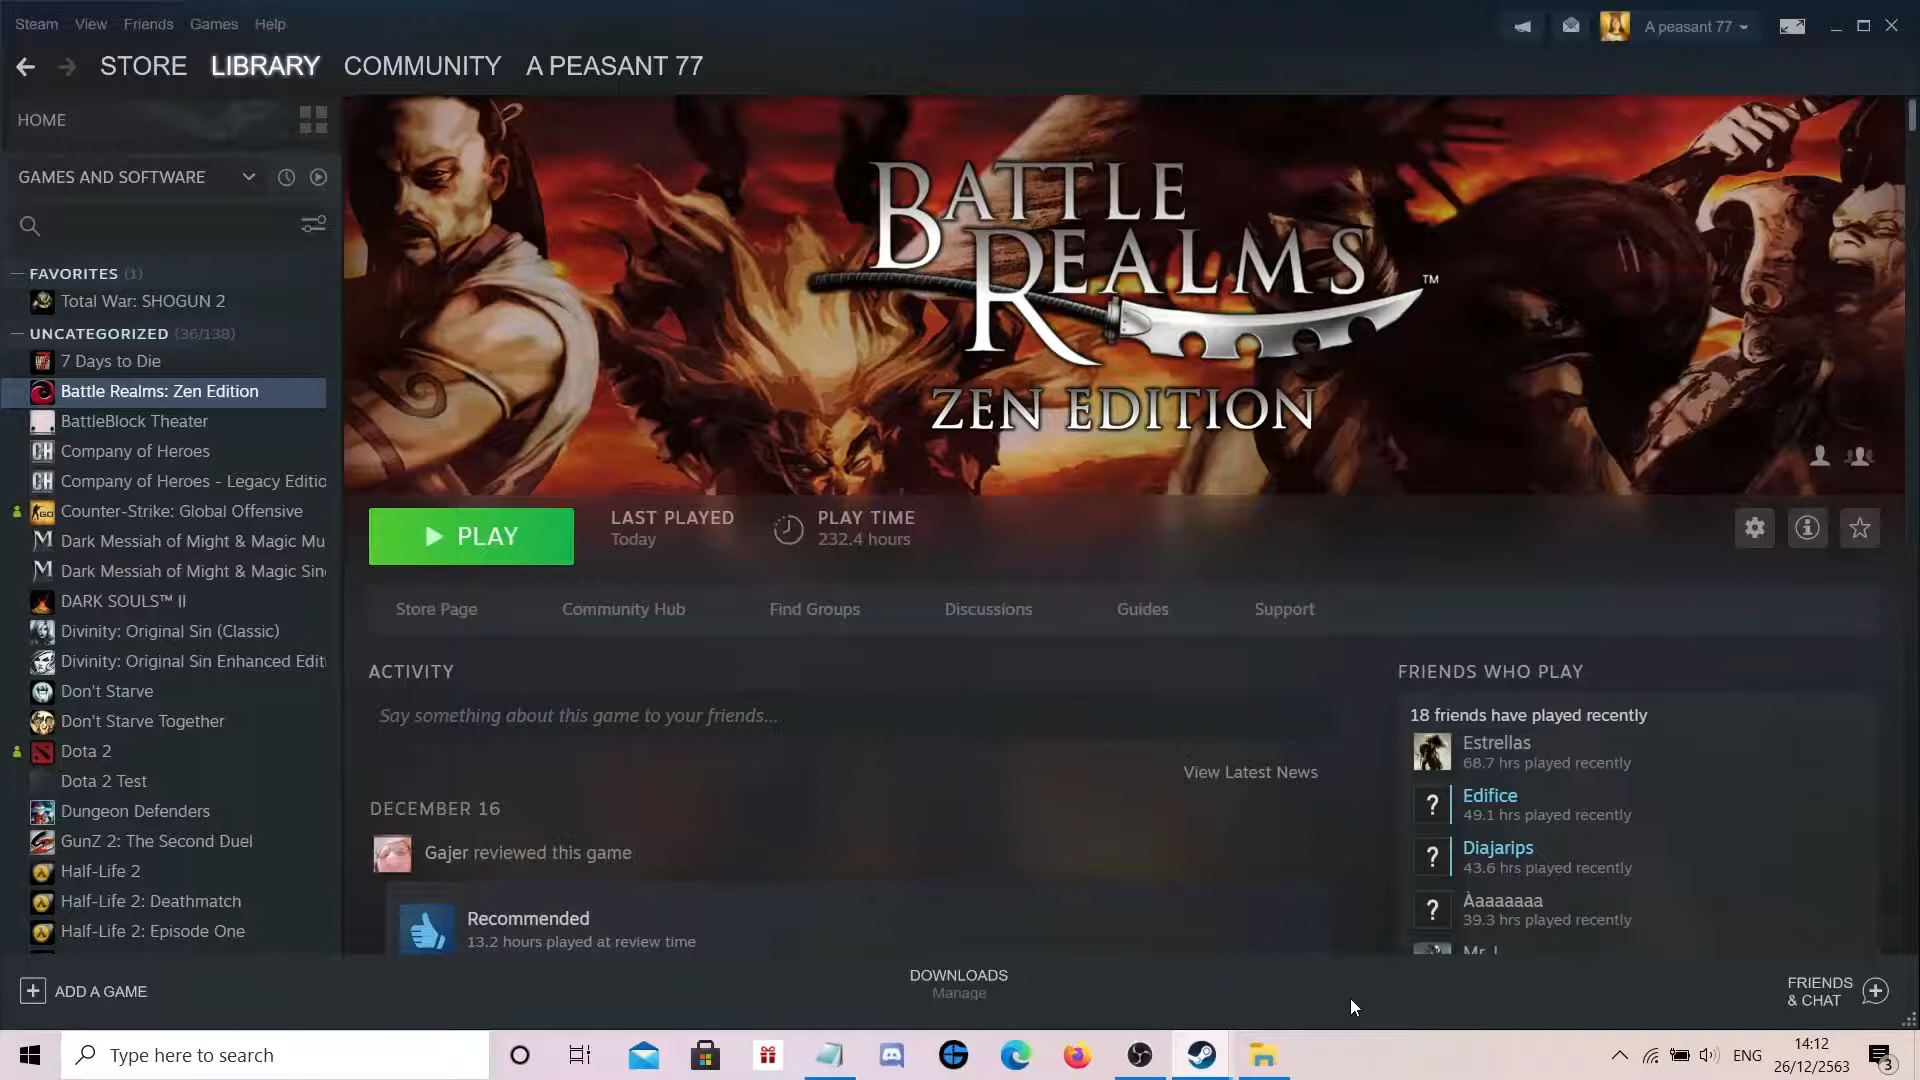 Steam View Friends Games Help
A peasant 77
STORE LIBRARY COMMUNITY A PEASANT 77
HOME
GAMES AND SOFTWARE
FAVORITES (1)
Total War: SHOGUN 2
UNCATEGORIZED (36/138)
7 Days to Die
Battle Realms: Zen Edition
BattleBlock Theater
Company of Heroes
Company of Heroes - Legacy Editio
Counter-Strike: Global Offensive
Dark Messiah of Might & Magic Mu
Dark Messiah of Might & Magic Sin
DARK SOULS™ II
Divinity: Original Sin (Classic)
Divinity: Original Sin Enhanced Edit
Don't Starve
Don't Starve Together
Dota 2
Dota 2 Test
Dungeon Defenders
GunZ 2: The Second Duel
Half-Life 2
Half-Life 2: Deathmatch
Half-Life 2: Episode One
ADD A GAME
BATTLE
REALMS™
ZEN EDITION
PLAY
LAST PLAYED
Today
PLAY TIME
232.4 hours
Store Page Community Hub Find Groups Discussions Guides Support
ACTIVITY
Say something about this game to your friends...
View Latest News
DECEMBER 16
Gajer reviewed this game
Recommended
13.2 hours played at review time
FRIENDS WHO PLAY
18 friends have played recently
Estrellas
68.7 hrs played recently
Edifice
49.1 hrs played recently
Diajarips
43.6 hrs played recently
Àaaaaaaa
39.3 hrs played recently
DOWNLOADS
Manage
FRIENDS
& CHAT
Type here to search
ENG
14:12
26/12/2563
3